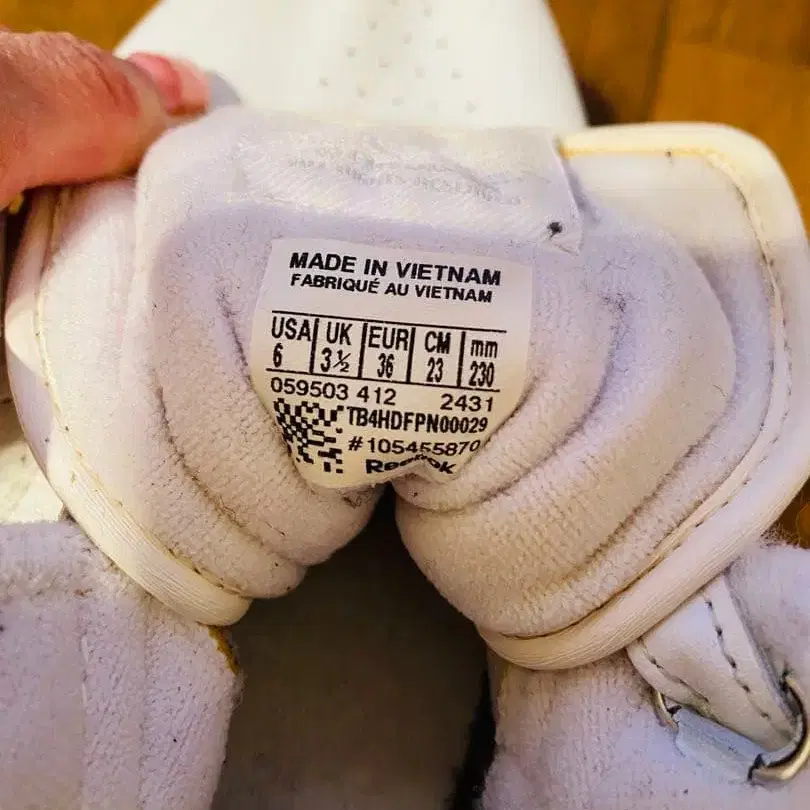 MADE IN VIETNAM
FABRIQUÉ AU VIETNAM
USA UK EUR CM mm
6 3½ 36 23 230
059503 412 2431
TB4HDFPN00029
#105455870
Reebok